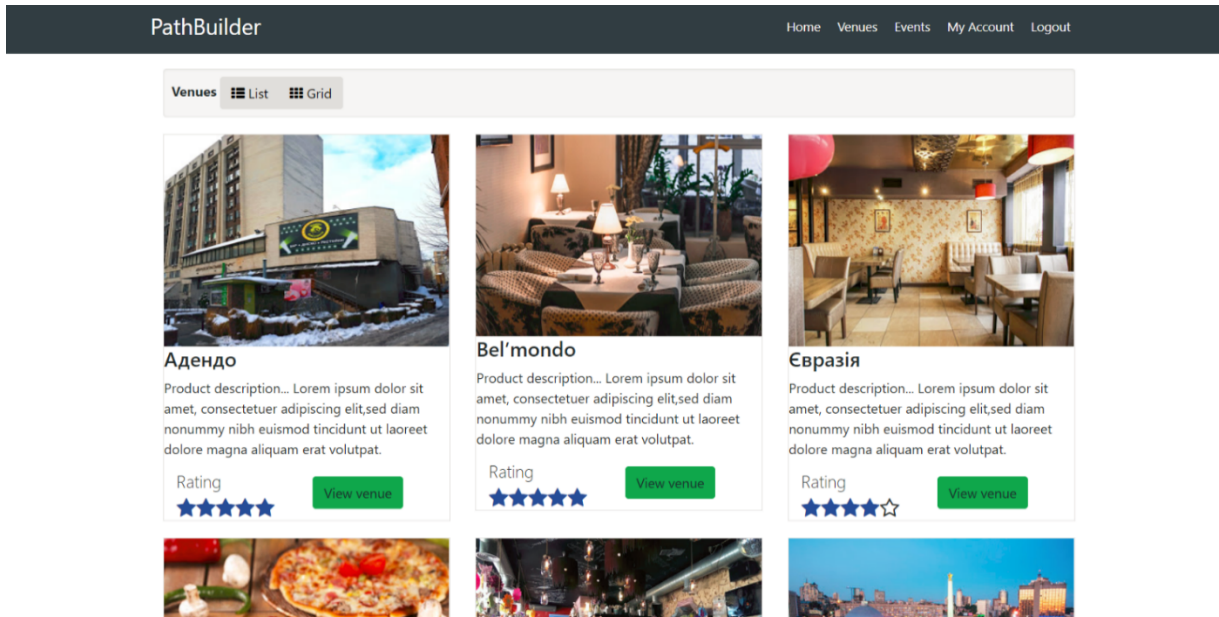 PathBuilder
Home Venues Events My Account Logout
Venues List Grid
Адендо
Product description... Lorem ipsum dolor sit
amet, consectetuer adipiscing elit,sed diam
nonummy nibh euismod tincidunt ut laoreet
dolore magna aliquam erat volutpat.
Rating
View venue
Bel’mondo
Product description... Lorem ipsum dolor sit
amet, consectetuer adipiscing elit,sed diam
nonummy nibh euismod tincidunt ut laoreet
dolore magna aliquam erat volutpat.
Rating
View venue
Євразія
Product description... Lorem ipsum dolor sit
amet, consectetuer adipiscing elit,sed diam
nonummy nibh euismod tincidunt ut laoreet
dolore magna aliquam erat volutpat.
Rating
View venue